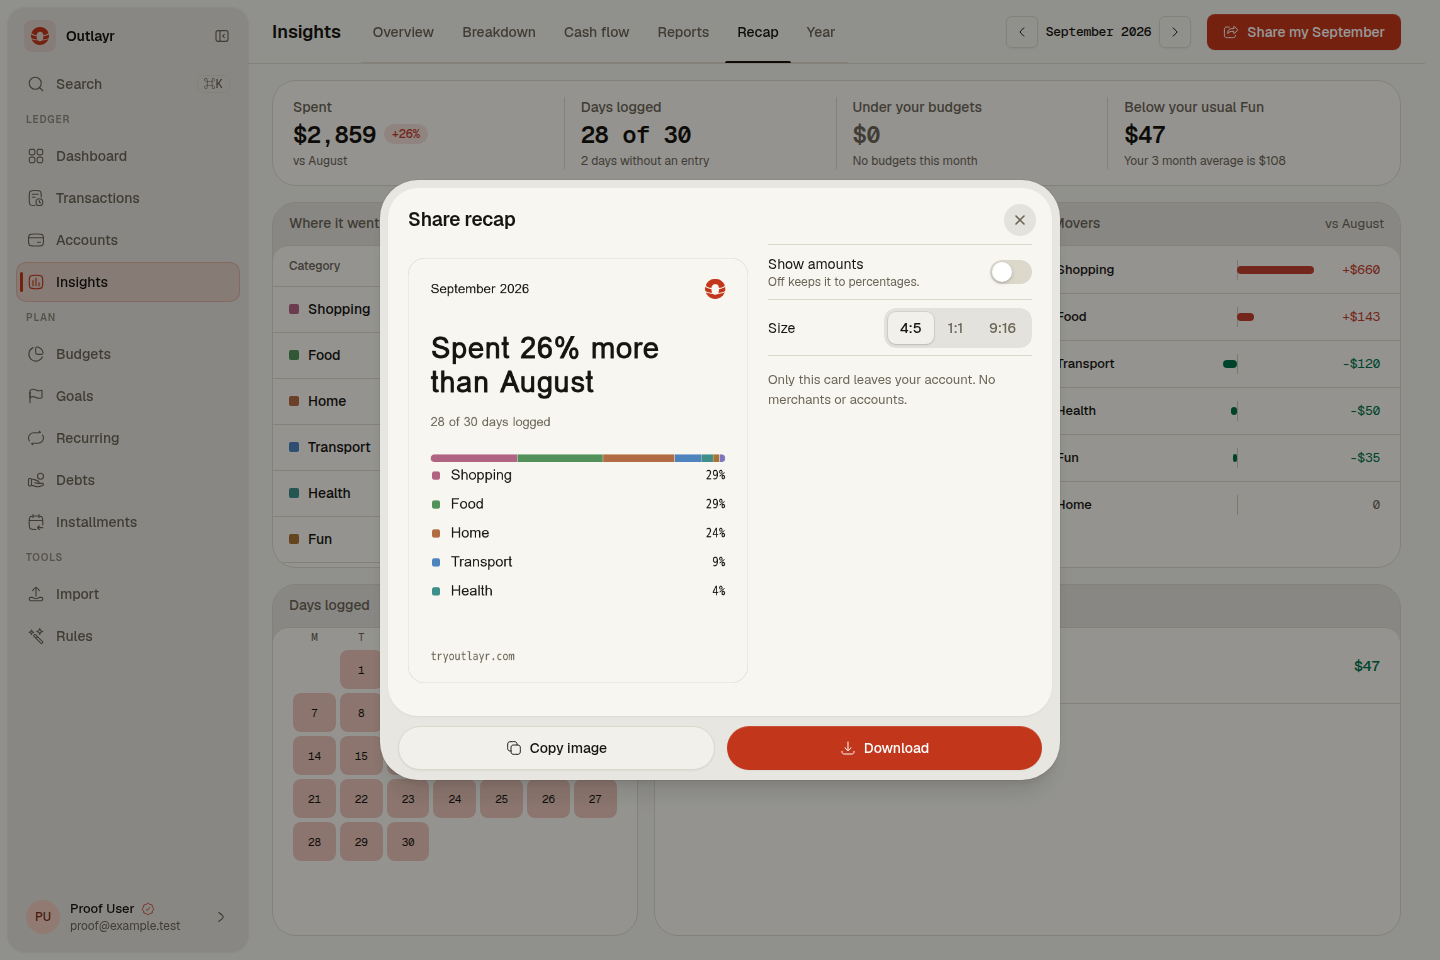 Outlayr
Search
⌘K
LEDGER
Dashboard
Transactions
Accounts
Insights
PLAN
Budgets
Goals
Recurring
Debts
Installments
TOOLS
Import
Rules
PU
Proof User
proof@example.test
Insights
Overview
Breakdown
Cash flow
Reports
Recap
Year
September 2026
Share my September
Spent
$2,859
+26%
vs August
Days logged
28 of 30
2 days without an entry
Under your budgets
$0
No budgets this month
Below your usual Fun
$47
Your 3 month average is $108
Where it went
Category
Shopping
Food
Home
Transport
Health
Fun
Movers
vs August
Shopping
+$660
Food
+$143
Transport
-$120
Health
-$50
Fun
-$35
Home
0
Days logged
M T
1
7 8
14 15
21 22 23 24 25 26 27
28 29 30
$47
Share recap
September 2026
Spent 26% more
than August
28 of 30 days logged
Shopping 29%
Food 29%
Home 24%
Transport 9%
Health 4%
tryoutlayr.com
Show amounts
Off keeps it to percentages.
Size
4:5
1:1
9:16
Only this card leaves your account. No
merchants or accounts.
Copy image
Download